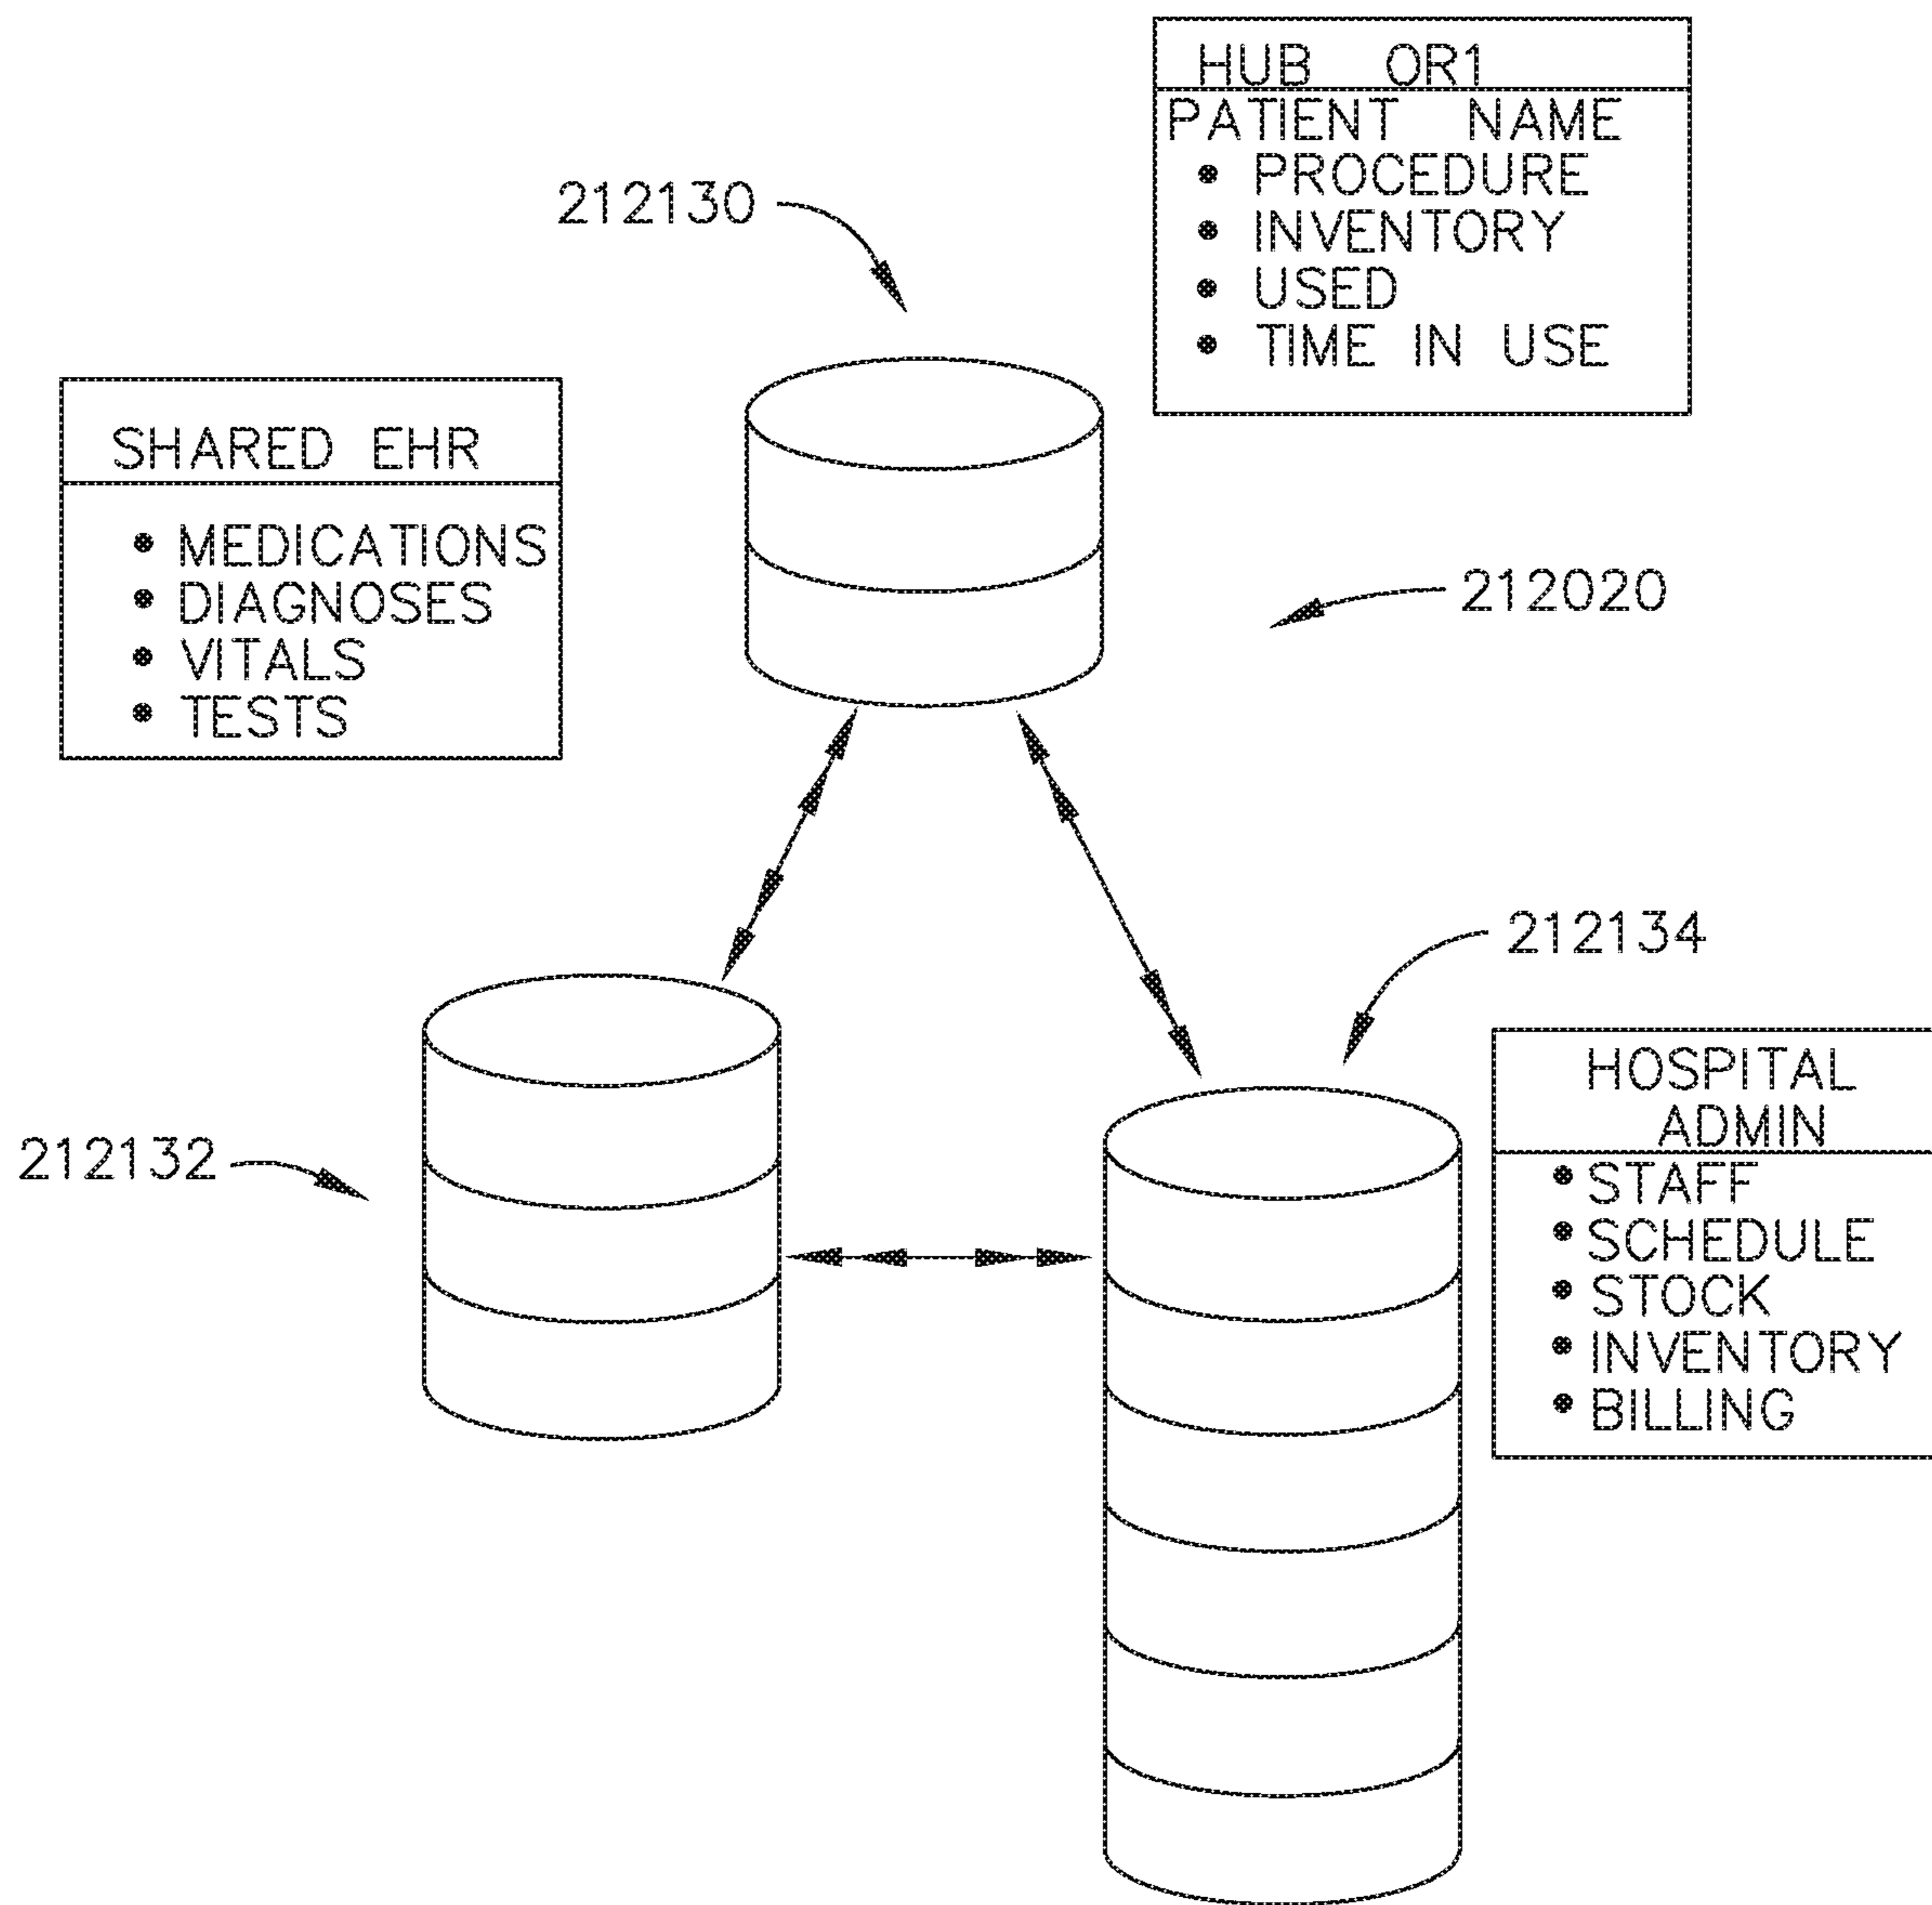 HUB OR1
PATIENT NAME
• PROCEDURE
• INVENTORY
• USED
• TIME IN USE
212130
SHARED EHR
• MEDICATIONS
• DIAGNOSES
• VITALS
• TESTS
212020
212134
HOSPITAL
ADMIN
• STAFF
• SCHEDULE
• STOCK
• INVENTORY
• BILLING
212132